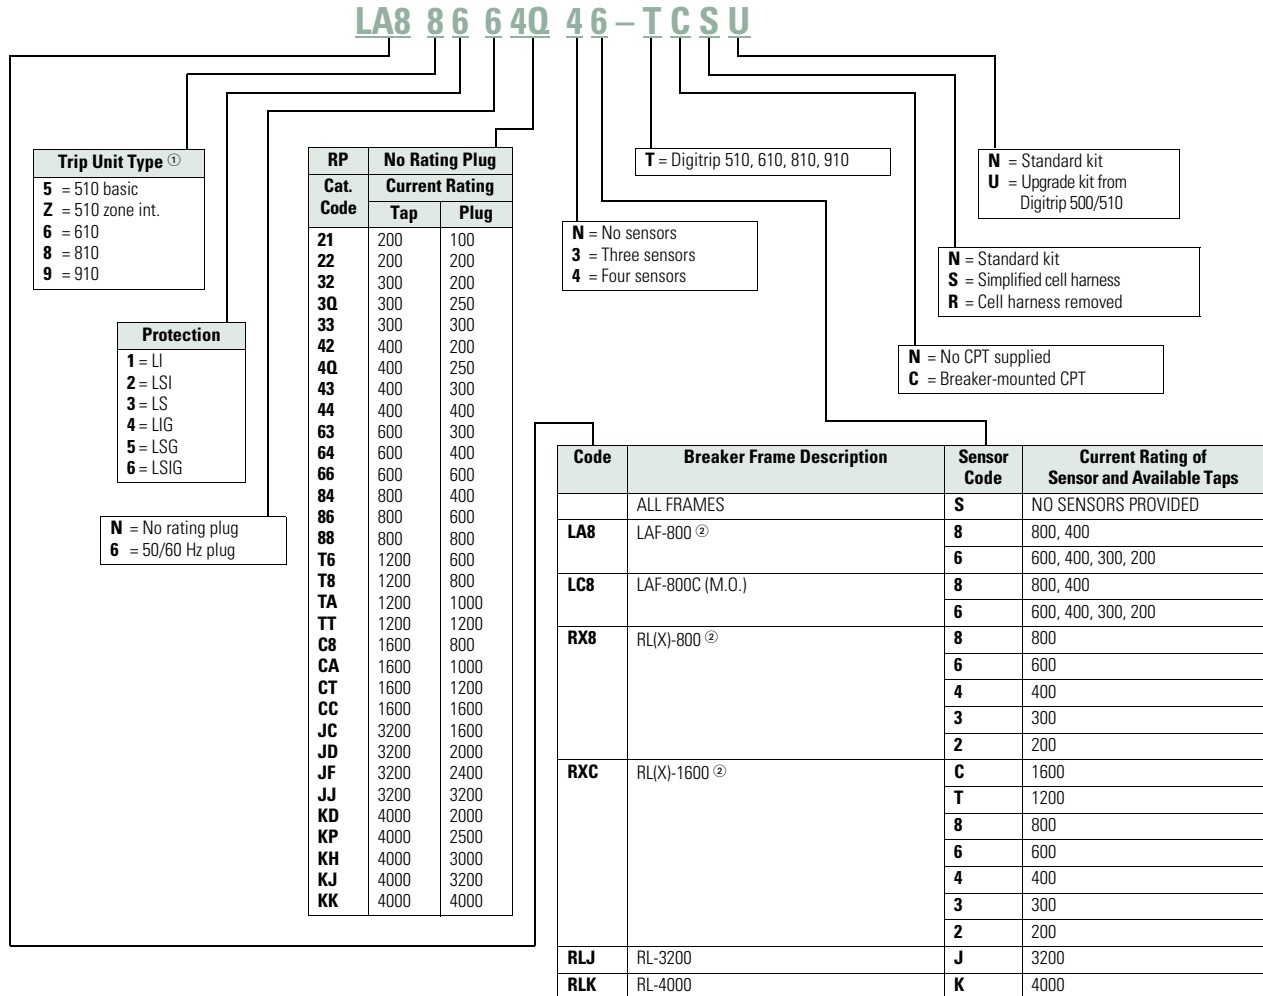 LA8 8 6 6 4Q 4 6 – T C S U
Trip Unit Type ①
5 = 510 basic
Z = 510 zone int.
6 = 610
8 = 810
9 = 910
Protection
1 = LI
2 = LSI
3 = LS
4 = LIG
5 = LSG
6 = LSIG
N = No rating plug
6 = 50/60 Hz plug
RP No Rating Plug
Cat. Code Current Rating
Tap Plug
21 200 100
22 200 200
32 300 200
3Q 300 250
33 300 300
42 400 200
4Q 400 250
43 400 300
44 400 400
63 600 300
64 600 400
66 600 600
84 800 400
86 800 600
88 800 800
T6 1200 600
T8 1200 800
TA 1200 1000
TT 1200 1200
C8 1600 800
CA 1600 1000
CT 1600 1200
CC 1600 1600
JC 3200 1600
JD 3200 2000
JF 3200 2400
JJ 3200 3200
KD 4000 2000
KP 4000 2500
KH 4000 3000
KJ 4000 3200
KK 4000 4000
T = Digitrip 510, 610, 810, 910
N = No sensors
3 = Three sensors
4 = Four sensors
N = Standard kit
U = Upgrade kit from
Digitrip 500/510
N = Standard kit
S = Simplified cell harness
R = Cell harness removed
N = No CPT supplied
C = Breaker-mounted CPT
Code Breaker Frame Description Sensor Code Current Rating of Sensor and Available Taps
ALL FRAMES S NO SENSORS PROVIDED
LA8 LAF-800 ② 8 800, 400
6 600, 400, 300, 200
LC8 LAF-800C (M.O.) 8 800, 400
6 600, 400, 300, 200
RX8 RL(X)-800 ② 8 800
6 600
4 400
3 300
2 200
RXC RL(X)-1600 ② C 1600
T 1200
8 800
6 600
4 400
3 300
2 200
RLJ RL-3200 J 3200
RLK RL-4000 K 4000